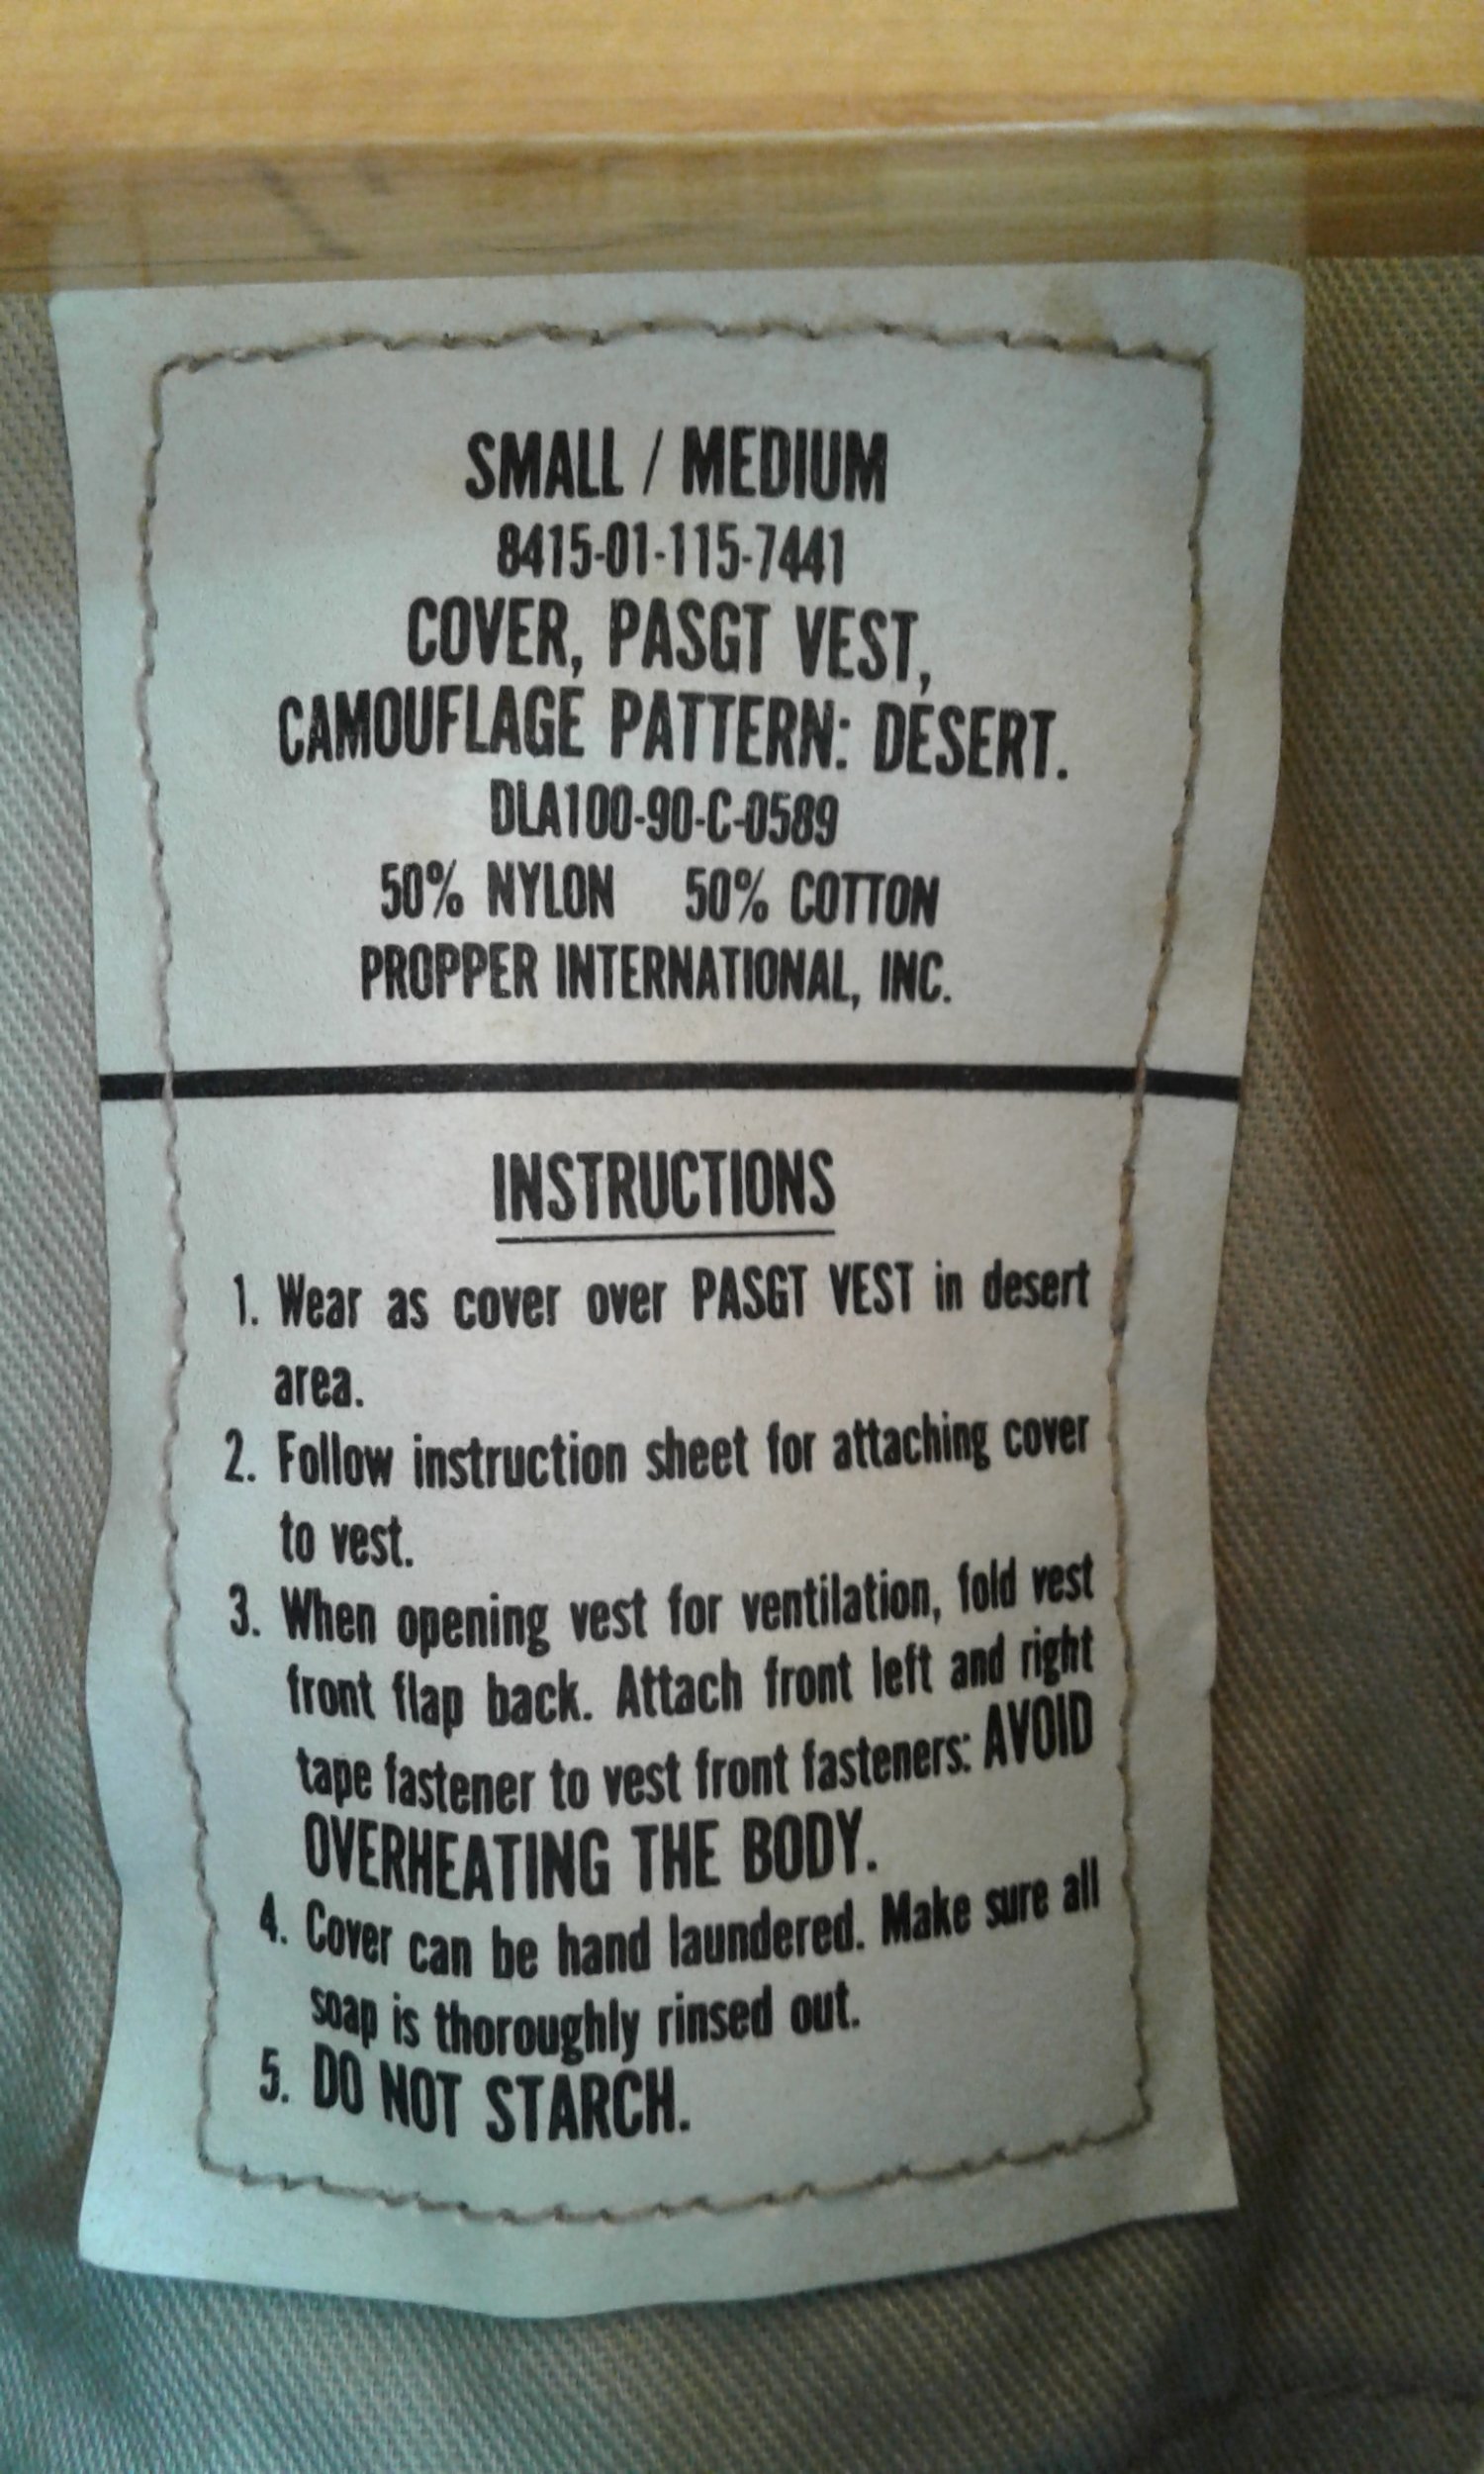 SMALL / MEDIUM
8415-01-115-7441
COVER, PASGT VEST,
CAMOUFLAGE PATTERN: DESERT.
DLA100-90-C-0589
50% NYLON 50% COTTON
PROPPER INTERNATIONAL, INC.
INSTRUCTIONS
1. Wear as cover over PASGT VEST in desert
area.
2. Follow instruction sheet for attaching cover
to vest.
3. When opening vest for ventilation, fold vest
front flap back. Attach front left and right
tape fastener to vest front fasteners: AVOID
OVERHEATING THE BODY.
4. Cover can be hand laundered. Make sure all
soap is thoroughly rinsed out.
5. DO NOT STARCH.